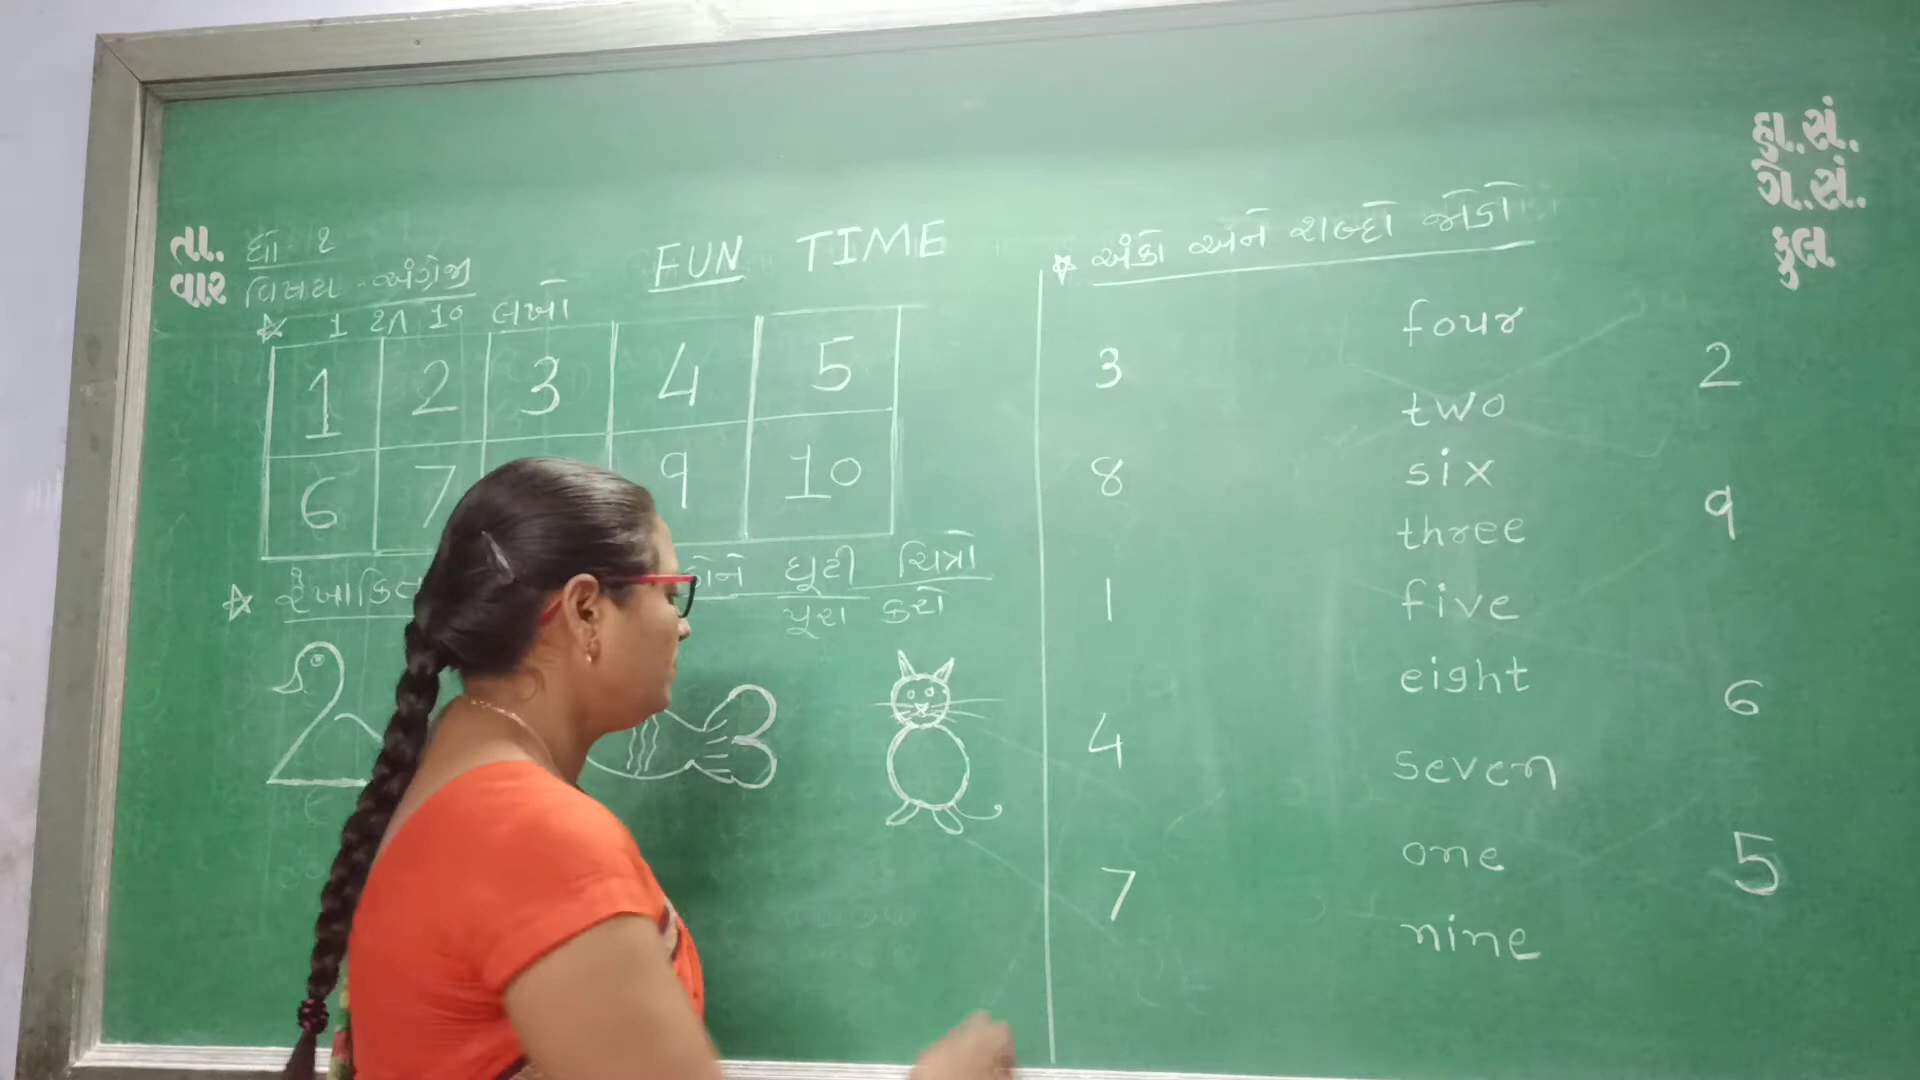 તા. ધો- ૧
વાર વિષય - અંગ્રેજી
FUN TIME
☆ 1 થી 10 લખો
1 2 3 4 5
6 7 9 10
☆ ઘૂંટી ચિત્રો
પૂરા કરો
☆ અંકો અને શબ્દો જોડો
four
3 2
two
8 six
9
three
1 five
eight
6
4
seven
one
7 5
nine
હા.સં.
ગે.સં.
કુલ